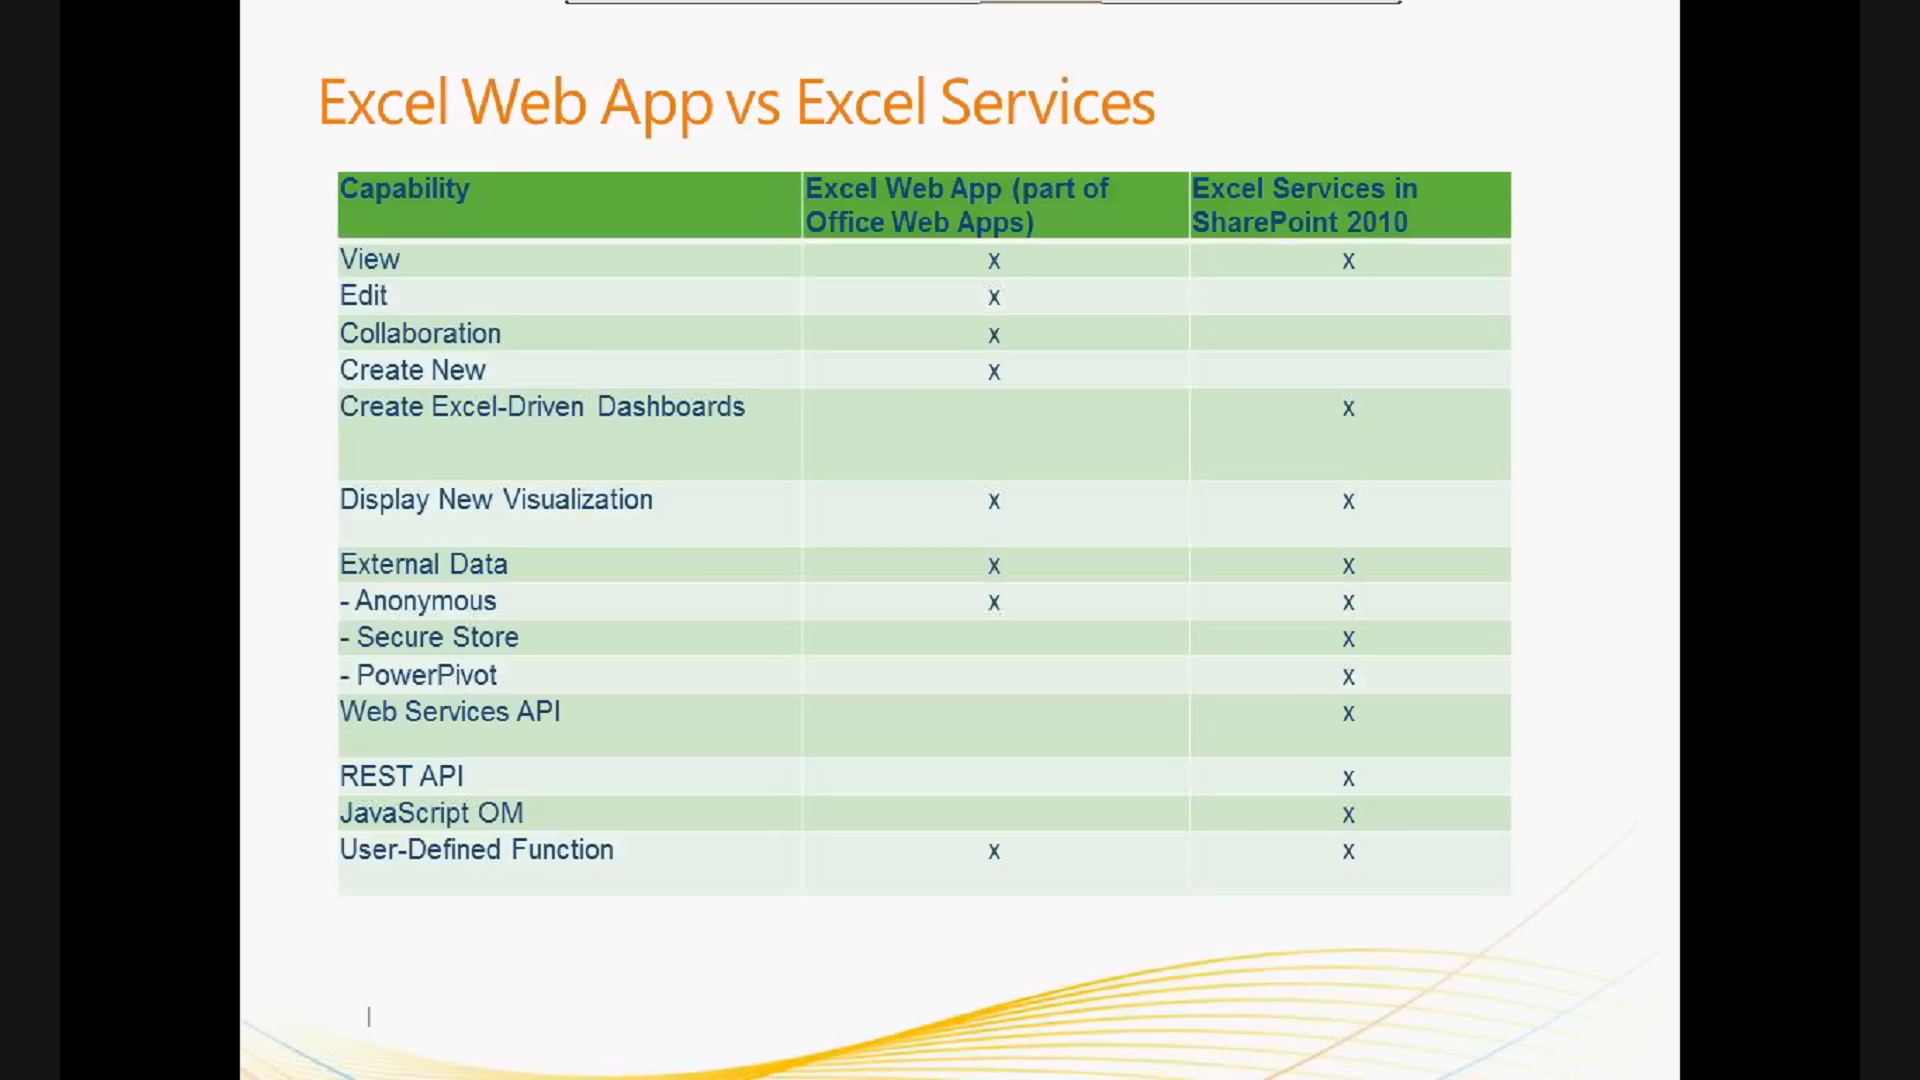 Excel Web App vs Excel Services
Capability
Excel Web App (part of
Office Web Apps)
Excel Services in
SharePoint 2010
View x x
Edit x
Collaboration x
Create New x
Create Excel-Driven Dashboards x
Display New Visualization x x
External Data x x
- Anonymous x x
- Secure Store x
- PowerPivot x
Web Services API x
REST API x
JavaScript OM x
User-Defined Function x x